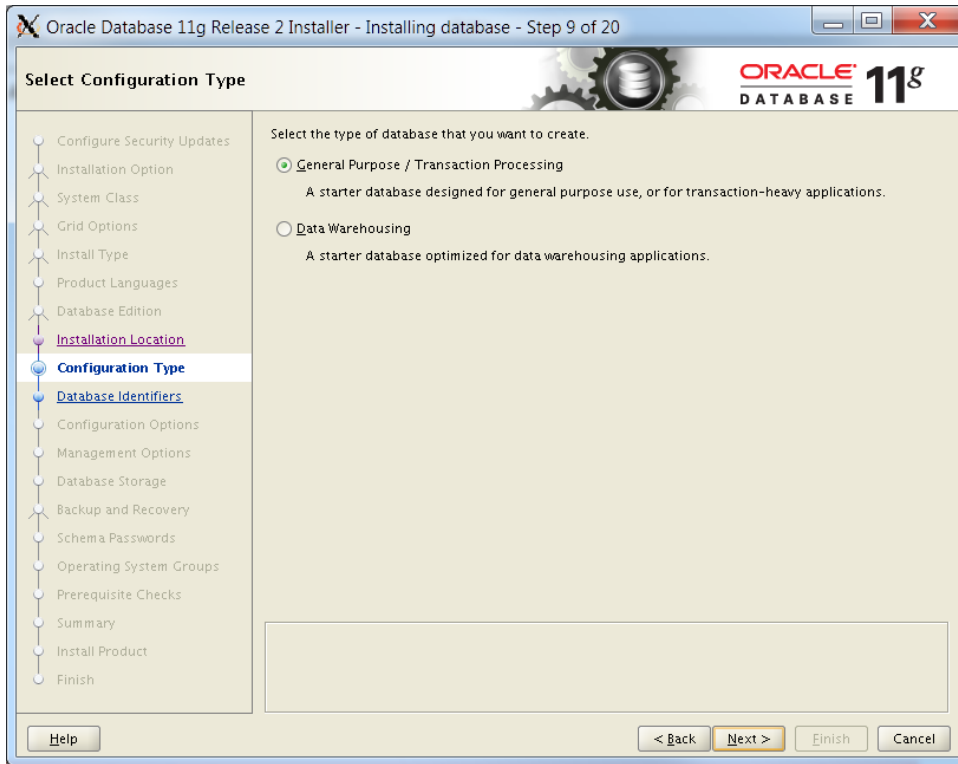 Oracle Database 11g Release 2 Installer - Installing database - Step 9 of 20
Select Configuration Type
ORACLE
DATABASE
11g
Configure Security Updates
Installation Option
System Class
Grid Options
Install Type
Product Languages
Database Edition
Installation Location
Configuration Type
Database Identifiers
Configuration Options
Management Options
Database Storage
Backup and Recovery
Schema Passwords
Operating System Groups
Prerequisite Checks
Summary
Install Product
Finish
Select the type of database that you want to create.
General Purpose / Transaction Processing
A starter database designed for general purpose use, or for transaction-heavy applications.
Data Warehousing
A starter database optimized for data warehousing applications.
Help
< Back
Next >
Finish
Cancel